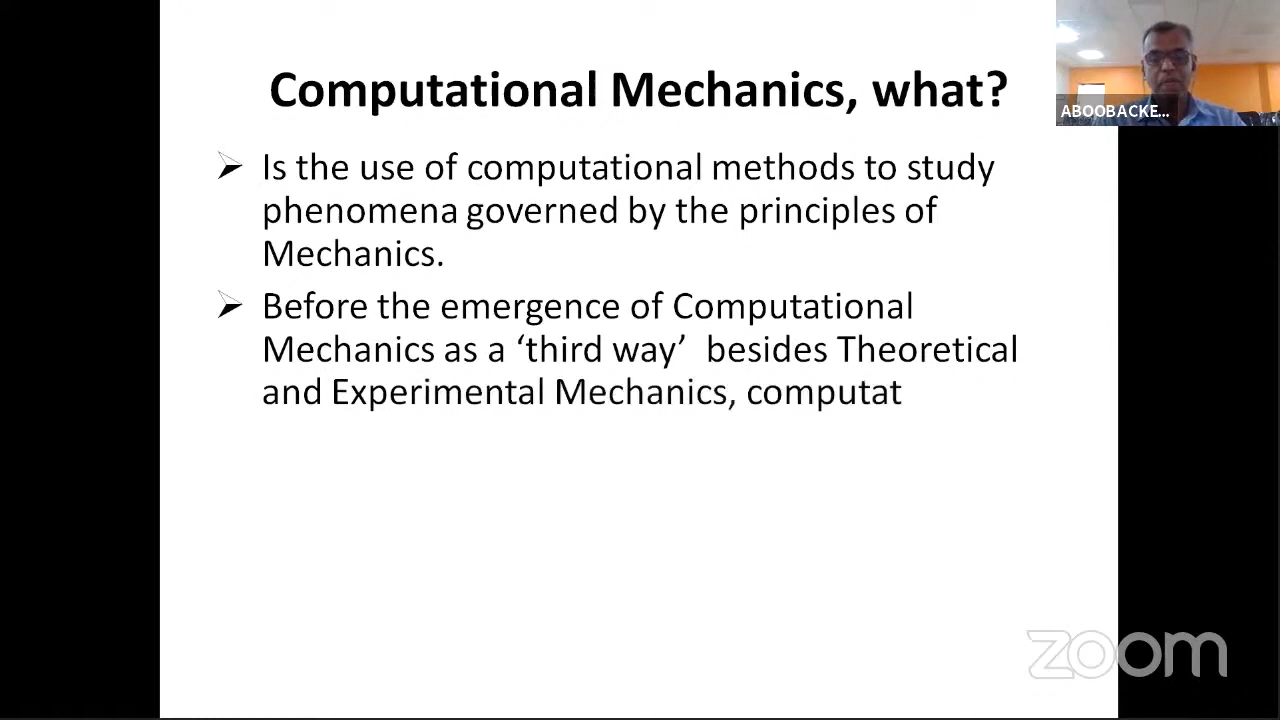 Computational Mechanics, what?
Is the use of computational methods to study
phenomena governed by the principles of
Mechanics.
Before the emergence of Computational
Mechanics as a ‘third way’ besides Theoretical
and Experimental Mechanics, computat
ABOOBACKE...
zoom